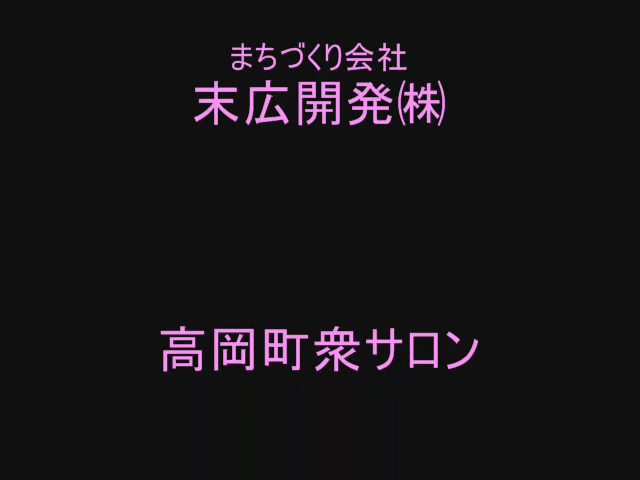 まちづくり会社
末広開発㈱
高岡町衆サロン